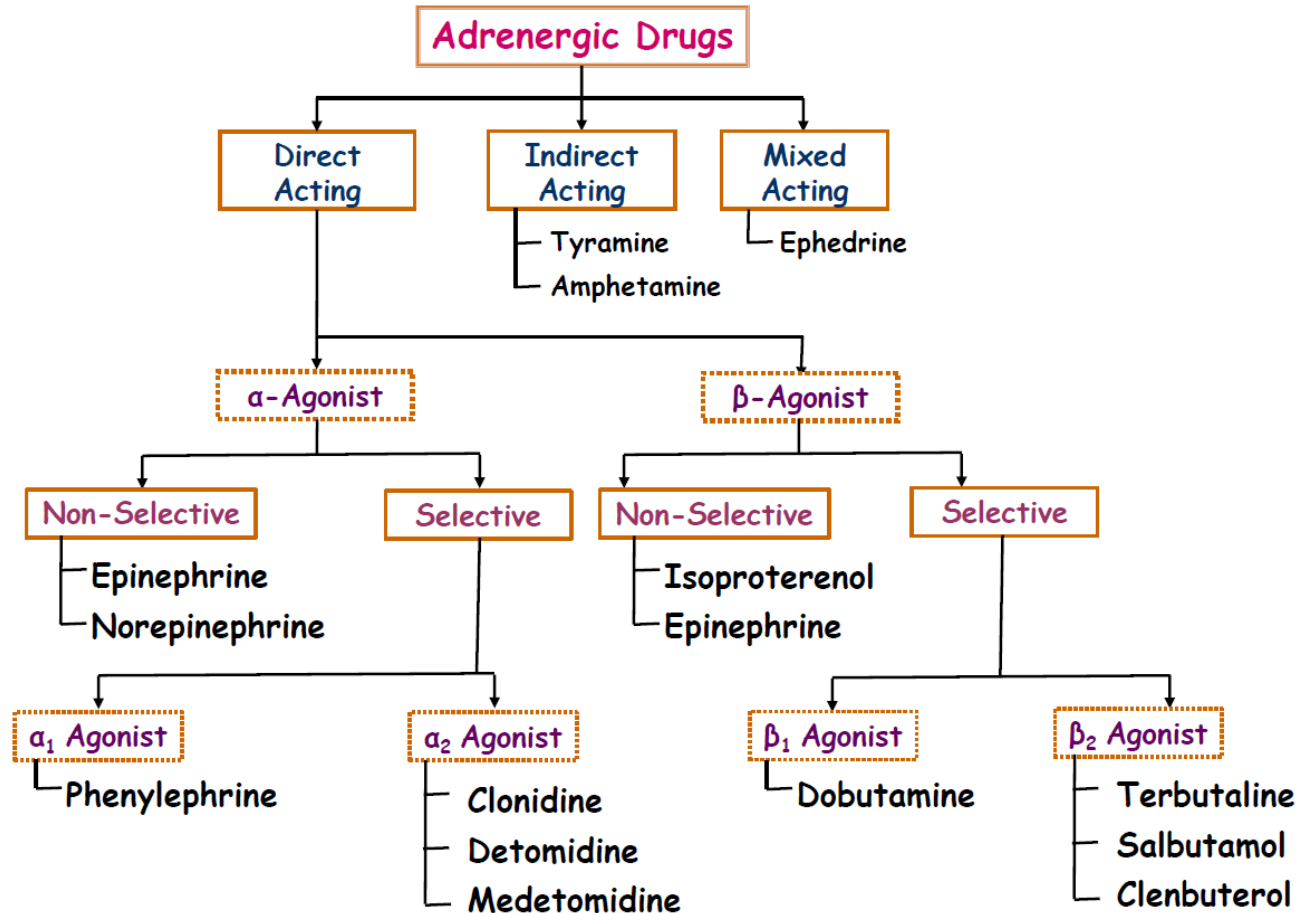 Adrenergic Drugs
Direct
Acting
Indirect
Acting
Mixed
Acting
Tyramine
Amphetamine
Ephedrine
α-Agonist
β-Agonist
Non-Selective
Selective
Non-Selective
Selective
Epinephrine
Norepinephrine
Isoproterenol
Epinephrine
α₁ Agonist
α₂ Agonist
β₁ Agonist
β₂ Agonist
Phenylephrine
Clonidine
Detomidine
Medetomidine
Dobutamine
Terbutaline
Salbutamol
Clenbuterol